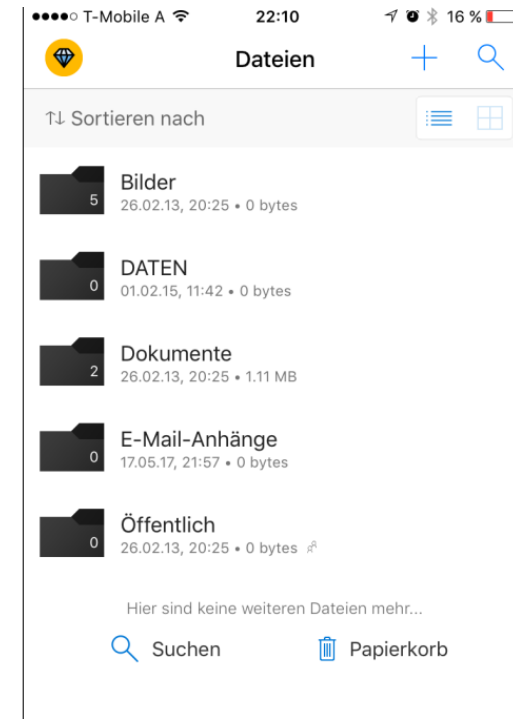 T-Mobile A 22:10 16 %
Dateien
↑↓ Sortieren nach
Bilder
5
26.02.13, 20:25 • 0 bytes
DATEN
0
01.02.15, 11:42 • 0 bytes
Dokumente
2
26.02.13, 20:25 • 1.11 MB
E-Mail-Anhänge
0
17.05.17, 21:57 • 0 bytes
Öffentlich
0
26.02.13, 20:25 • 0 bytes
Hier sind keine weiteren Dateien mehr...
Suchen Papierkorb